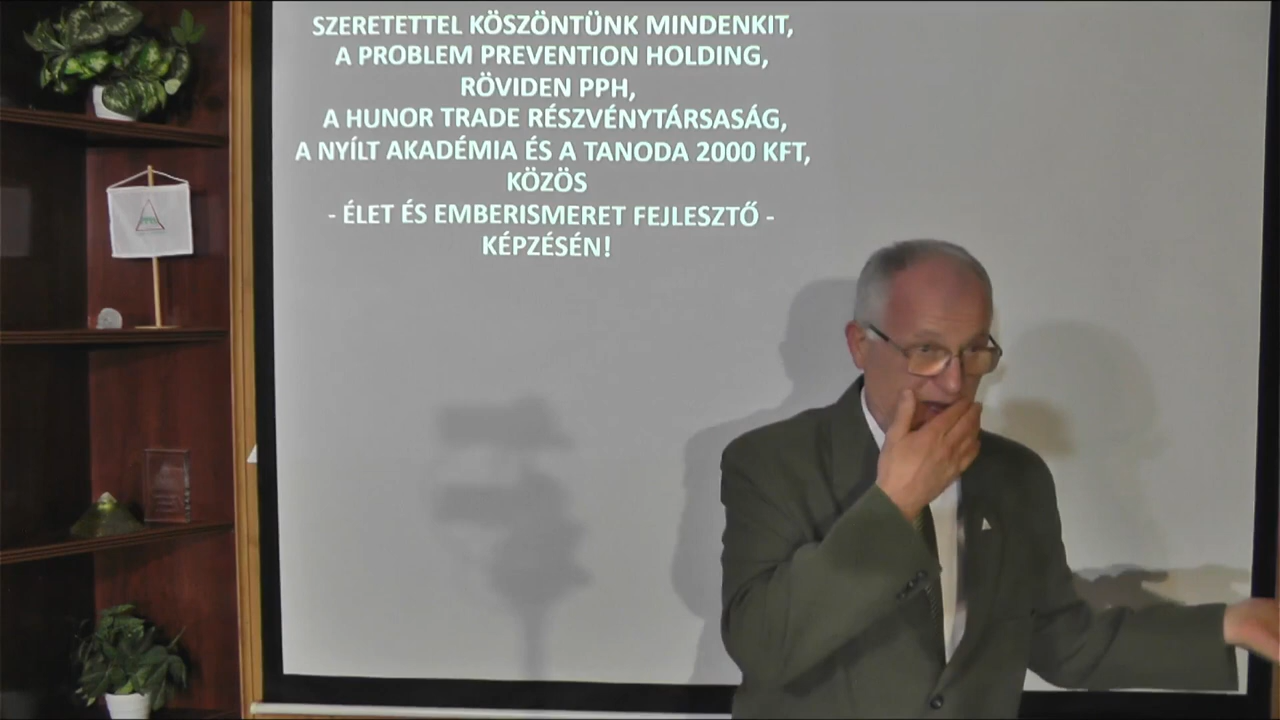 SZERETETTEL KÖSZÖNTÜNK MINDENKIT,
A PROBLEM PREVENTION HOLDING,
RÖVIDEN PPH,
A HUNOR TRADE RÉSZVÉNYTÁRSASÁG,
A NYÍLT AKADÉMIA ÉS A TANODA 2000 KFT,
KÖZÖS
- ÉLET ÉS EMBERISMERET FEJLESZTŐ -
KÉPZÉSÉN!